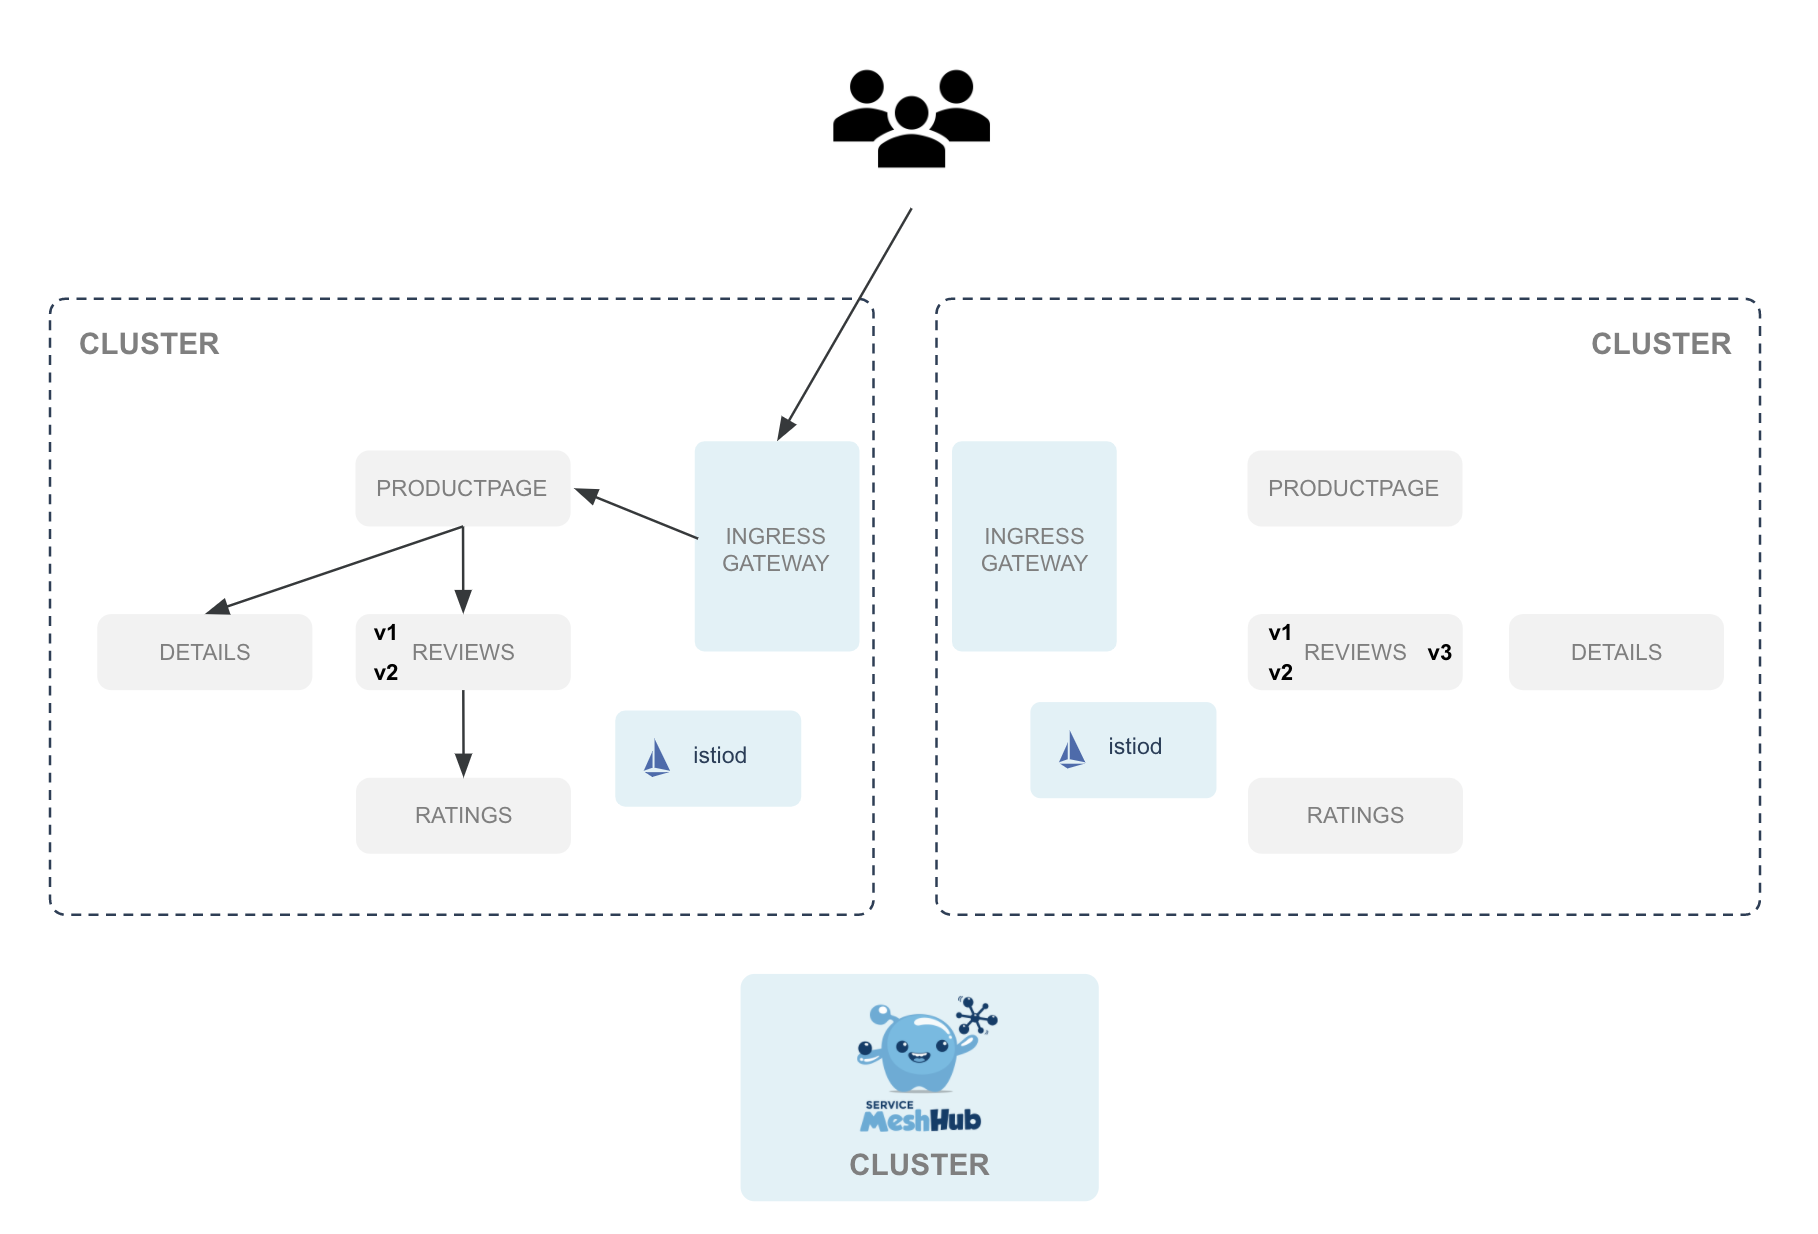 CLUSTER
PRODUCTPAGE
INGRESS
GATEWAY
DETAILS
v1
REVIEWS
v2
istiod
RATINGS
CLUSTER
INGRESS
GATEWAY
PRODUCTPAGE
v1
REVIEWS v3
v2
DETAILS
istiod
RATINGS
SERVICE
MeshHub
CLUSTER